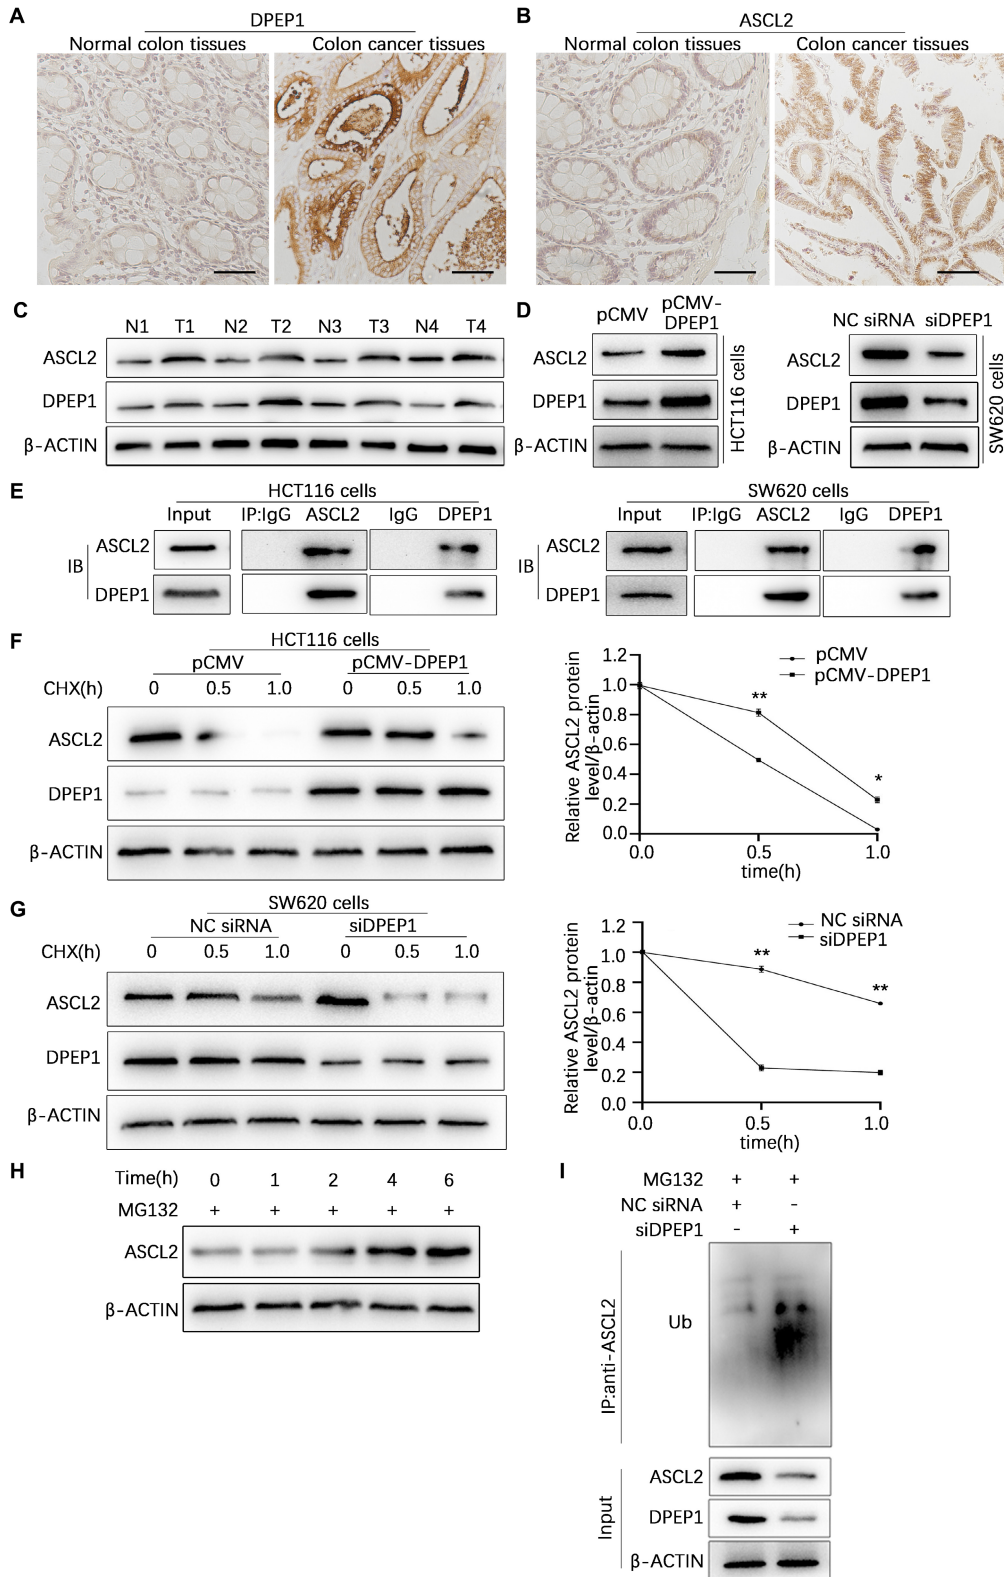 A
DPEP1
Normal colon tissues Colon cancer tissues
B
ASCL2
Normal colon tissues Colon cancer tissues
C
N1 T1 N2 T2 N3 T3 N4 T4
ASCL2
DPEP1
β-ACTIN
D
pCMV pCMV-DPEP1
ASCL2
DPEP1
β-ACTIN
HCT116 cells
NC siRNA siDPEP1
ASCL2
DPEP1
β-ACTIN
SW620 cells
E
HCT116 cells
Input IP:IgG ASCL2 IgG DPEP1
IB
ASCL2
DPEP1
SW620 cells
Input IP:IgG ASCL2 IgG DPEP1
IB
ASCL2
DPEP1
F
HCT116 cells
pCMV pCMV-DPEP1
CHX(h) 0 0.5 1.0 0 0.5 1.0
ASCL2
DPEP1
β-ACTIN
Relative ASCL2 protein
level/β-actin
1.2
1.0
0.8
0.6
0.4
0.2
0.0
pCMV
pCMV-DPEP1
**
*
0.0 0.5 1.0
time(h)
G
SW620 cells
NC siRNA siDPEP1
CHX(h) 0 0.5 1.0 0 0.5 1.0
ASCL2
DPEP1
β-ACTIN
Relative ASCL2 protein
level/β-actin
1.2
1.0
0.8
0.6
0.4
0.2
0.0
NC siRNA
siDPEP1
**
**
0.0 0.5 1.0
time(h)
H
Time(h) 0 1 2 4 6
MG132 + + + + +
ASCL2
β-ACTIN
I
MG132 + +
NC siRNA + -
siDPEP1 - +
IP:anti-ASCL2
Ub
Input
ASCL2
DPEP1
β-ACTIN